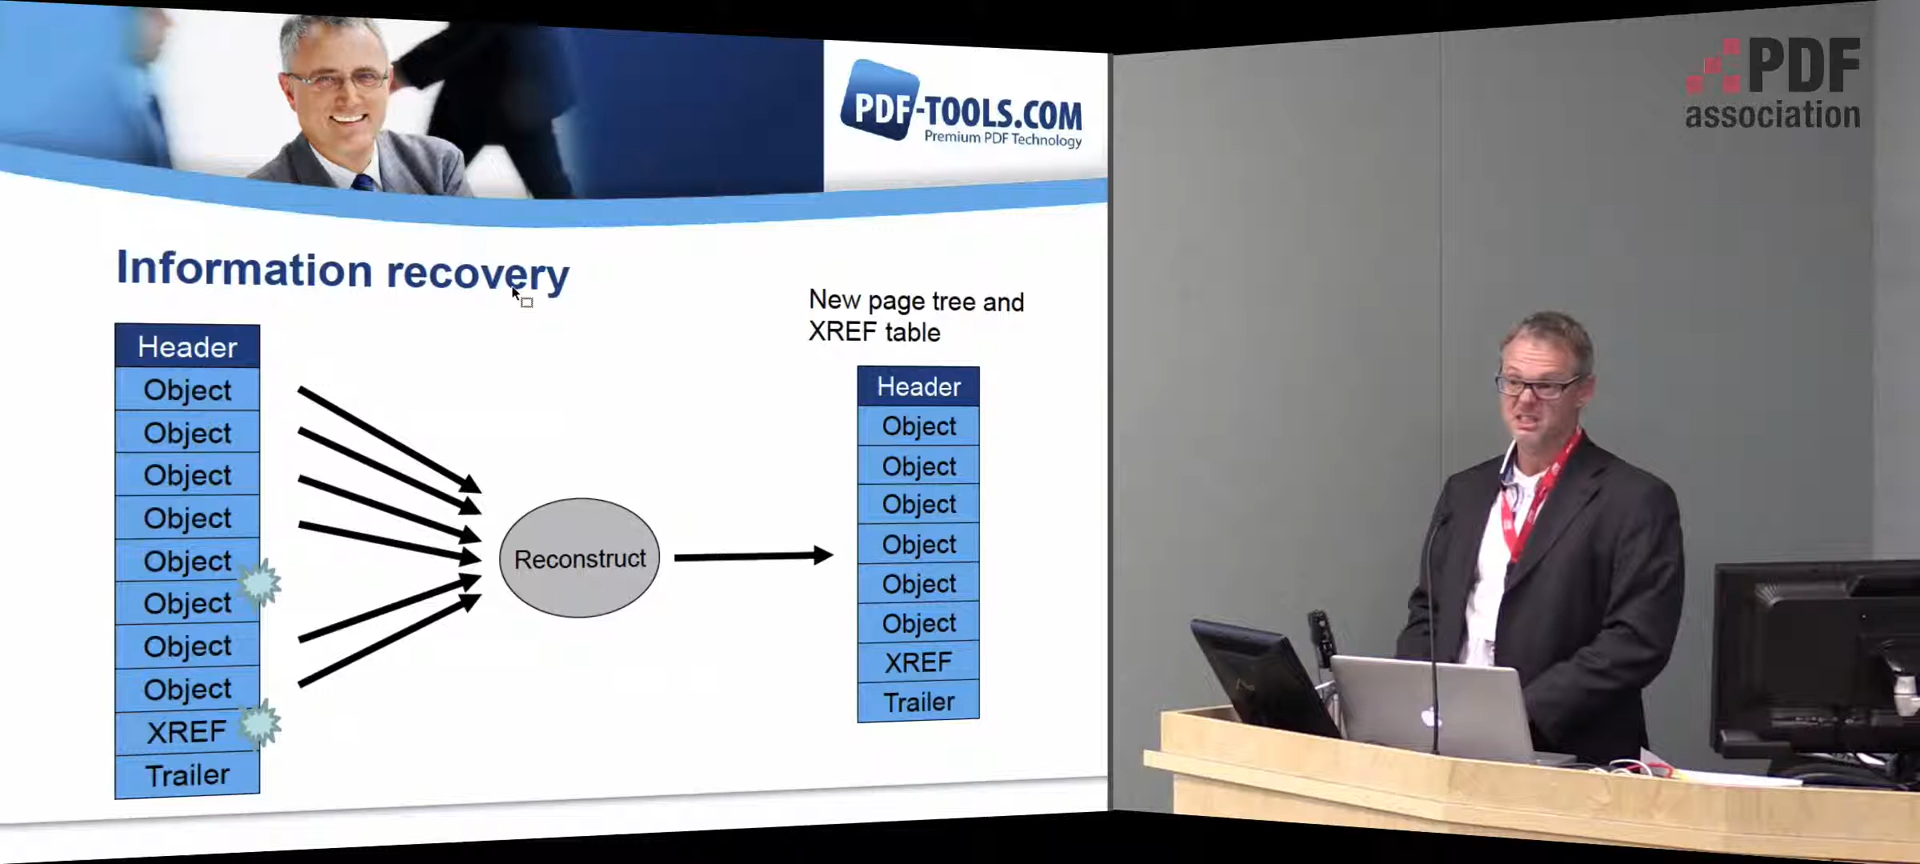 PDF-TOOLS.COM
Premium PDF Technology
PDF
association
Information recovery
New page tree and
XREF table
Header
Object
Object
Object
Object
Object
Object
Object
Object
XREF
Trailer
Reconstruct
Header
Object
Object
Object
Object
Object
Object
XREF
Trailer